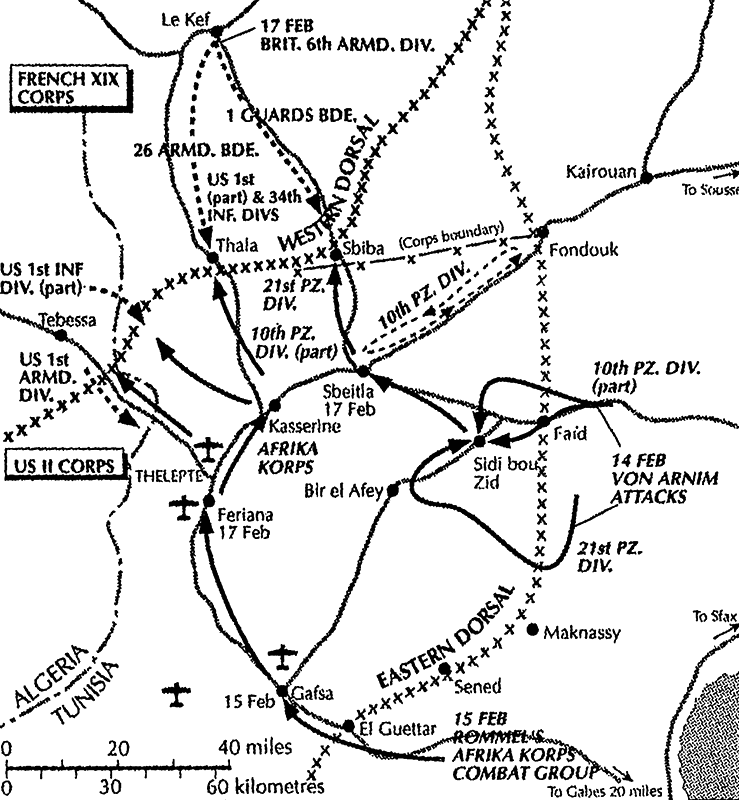 Le Kef
17 FEB
BRIT. 6th ARMD. DIV.
FRENCH XIX
CORPS
1 GUARDS BDE.
26 ARMD. BDE.
US 1st
(part) & 34th
INF. DIVS
WESTERN DORSAL
Kairouan
To Sousse
Thala
Sbiba
(Corps boundary)
Fondouk
US 1st INF
DIV. (part)
21st PZ.
DIV.
10th PZ. DIV.
Tebessa
10th PZ.
DIV. (part)
US 1st
ARMD.
DIV.
Sbeitla
17 Feb
10th PZ. DIV.
(part)
Kasserine
AFRIKA
KORPS
Faid
US II CORPS
THELEPTE
Sidi bou
Zid
14 FEB
VON ARNIM
ATTACKS
Bir el Afey
Feriana
17 Feb
21st PZ.
DIV.
EASTERN DORSAL
Maknassy
To Sfax
ALGERIA
TUNISIA
Sened
15 Feb
Gafsa
El Guettar
15 FEB
ROMMEL'S
AFRIKA KORPS
COMBAT GROUP
To Gabes 20 miles
0 20 40 miles
0 30 60 kilometres